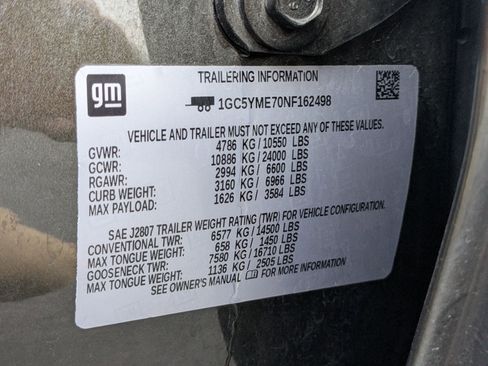 gm
TRAILERING INFORMATION
1GC5YME70NF162498
VEHICLE AND TRAILER MUST NOT EXCEED ANY OF THESE VALUES.
GVWR: 4786 KG/10550 LBS
GCWR: 10886 KG/24000 LBS
RGAWR: 2994 KG/ 6600 LBS
CURB WEIGHT: 3160 KG/ 6966 LBS
MAX PAYLOAD: 1626 KG/ 3584 LBS
SAE J2807 TRAILER WEIGHT RATING (TWR) FOR VEHICLE CONFIGURATION.
CONVENTIONAL TWR: 6577 KG/14500 LBS
MAX TONGUE WEIGHT: 658 KG/ 1450 LBS
GOOSENECK TWR: 7580 KG/16710 LBS
MAX TONGUE WEIGHT: 1136 KG/ 2505 LBS
SEE OWNER'S MANUAL FOR MORE INFORMATION